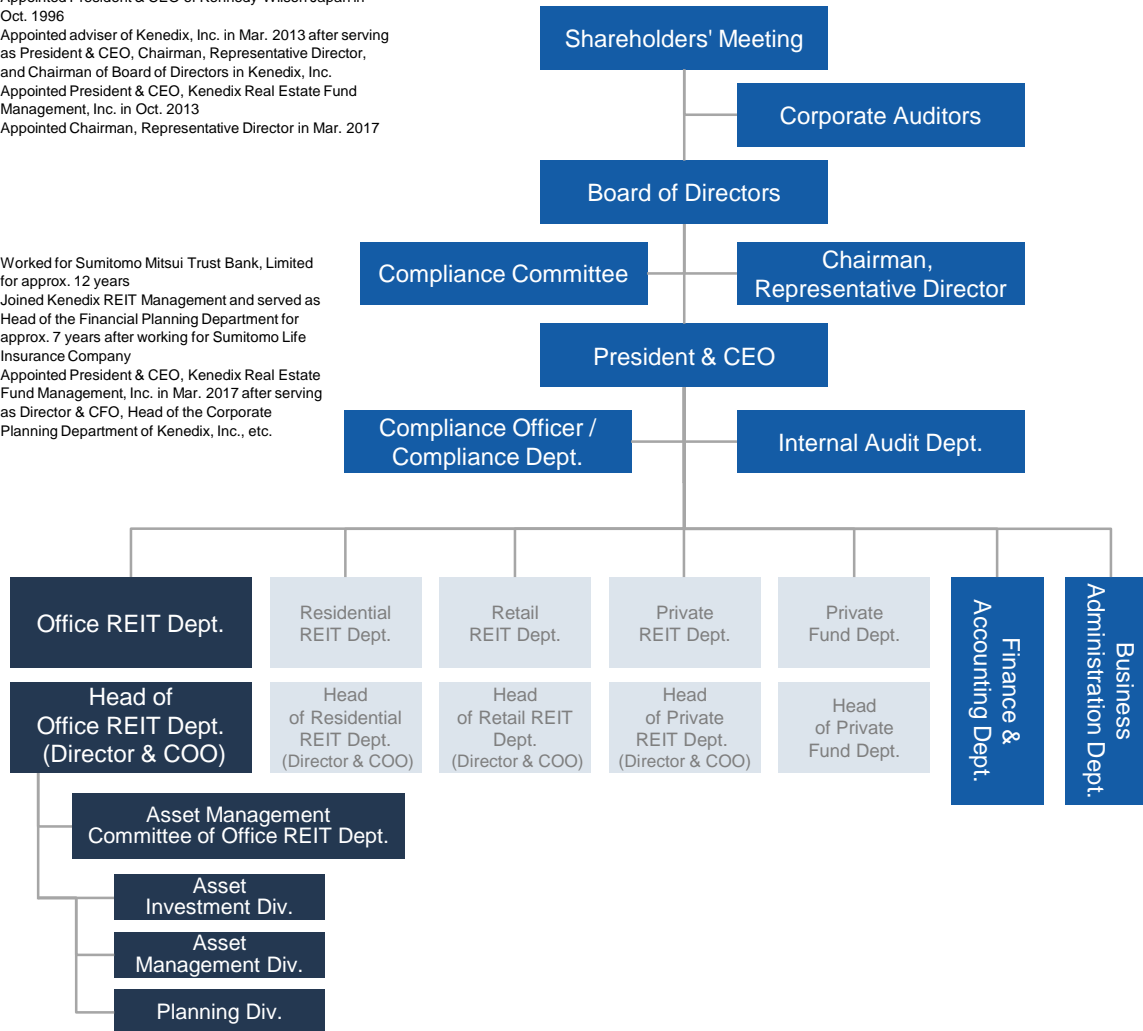 Appointed President & CEO of Kennedy-Wilson Japan in
Oct. 1996
Appointed adviser of Kenedix, Inc. in Mar. 2013 after serving
as President & CEO, Chairman, Representative Director,
and Chairman of Board of Directors in Kenedix, Inc.
Appointed President & CEO, Kenedix Real Estate Fund
Management, Inc. in Oct. 2013
Appointed Chairman, Representative Director in Mar. 2017
Worked for Sumitomo Mitsui Trust Bank, Limited
for approx. 12 years
Joined Kenedix REIT Management and served as
Head of the Financial Planning Department for
approx. 7 years after working for Sumitomo Life
Insurance Company
Appointed President & CEO, Kenedix Real Estate
Fund Management, Inc. in Mar. 2017 after serving
as Director & CFO, Head of the Corporate
Planning Department of Kenedix, Inc., etc.
Shareholders' Meeting
Corporate Auditors
Board of Directors
Compliance Committee
Chairman,
Representative Director
President & CEO
Compliance Officer /
Compliance Dept.
Internal Audit Dept.
Office REIT Dept.
Residential
REIT Dept.
Retail
REIT Dept.
Private
REIT Dept.
Private
Fund Dept.
Finance &
Accounting Dept.
Business
Administration Dept.
Head of
Office REIT Dept.
(Director & COO)
Head
of Residential
REIT Dept.
(Director & COO)
Head
of Retail REIT
Dept.
(Director & COO)
Head
of Private
REIT Dept.
(Director & COO)
Head
of Private
Fund Dept.
Asset Management
Committee of Office REIT Dept.
Asset
Investment Div.
Asset
Management Div.
Planning Div.